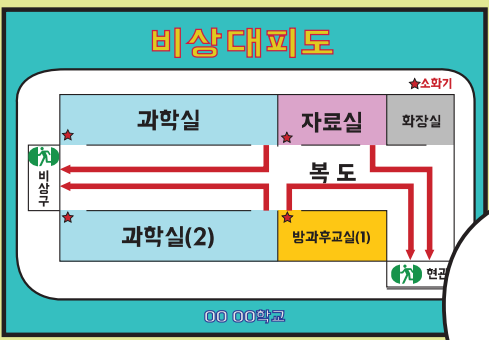 비상대피도
★소화기
과학실
자료실
화장실
비상구
복도
과학실(2)
방과후교실(1)
현관
OO OO학교